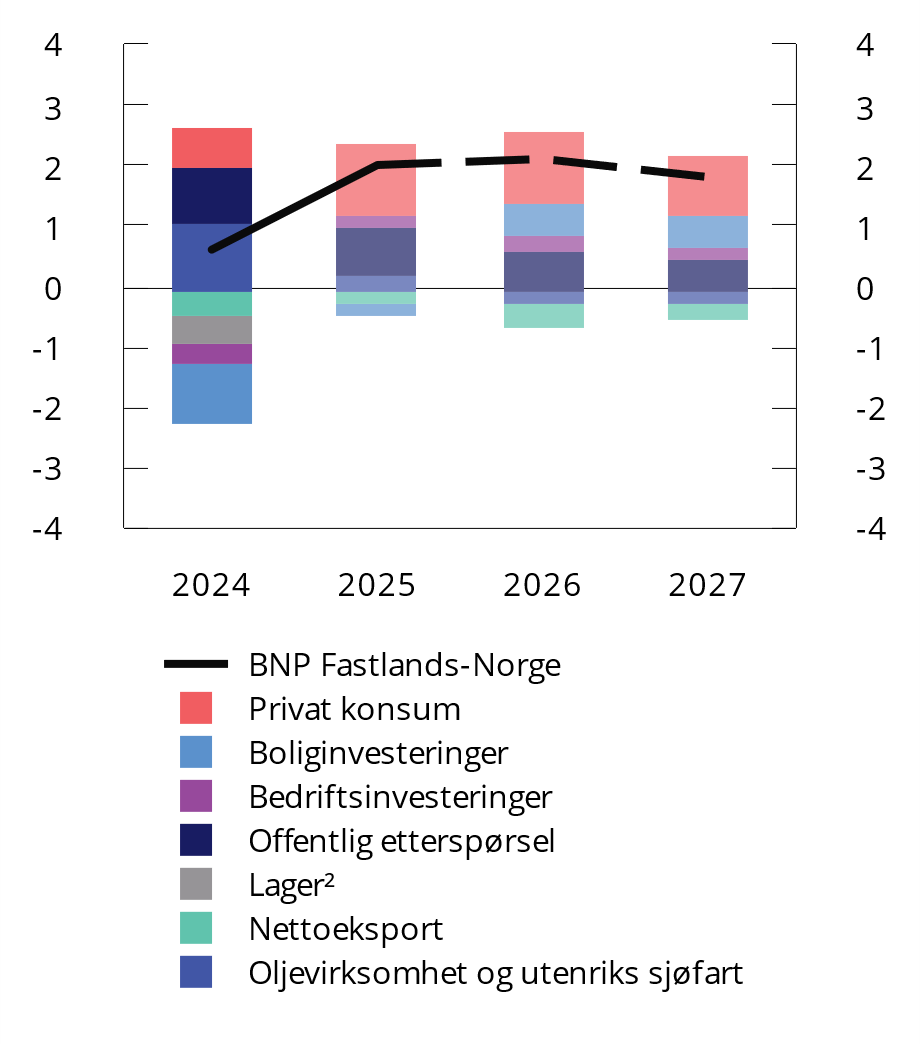 4 4
3 3
2 2
1 1
0 0
-1 -1
-2 -2
-3 -3
-4 -4
2024 2025 2026 2027
BNP Fastlands-Norge
Privat konsum
Boliginvesteringer
Bedriftsinvesteringer
Offentlig etterspørsel
Lager²
Nettoeksport
Oljevirksomhet og utenriks sjøfart